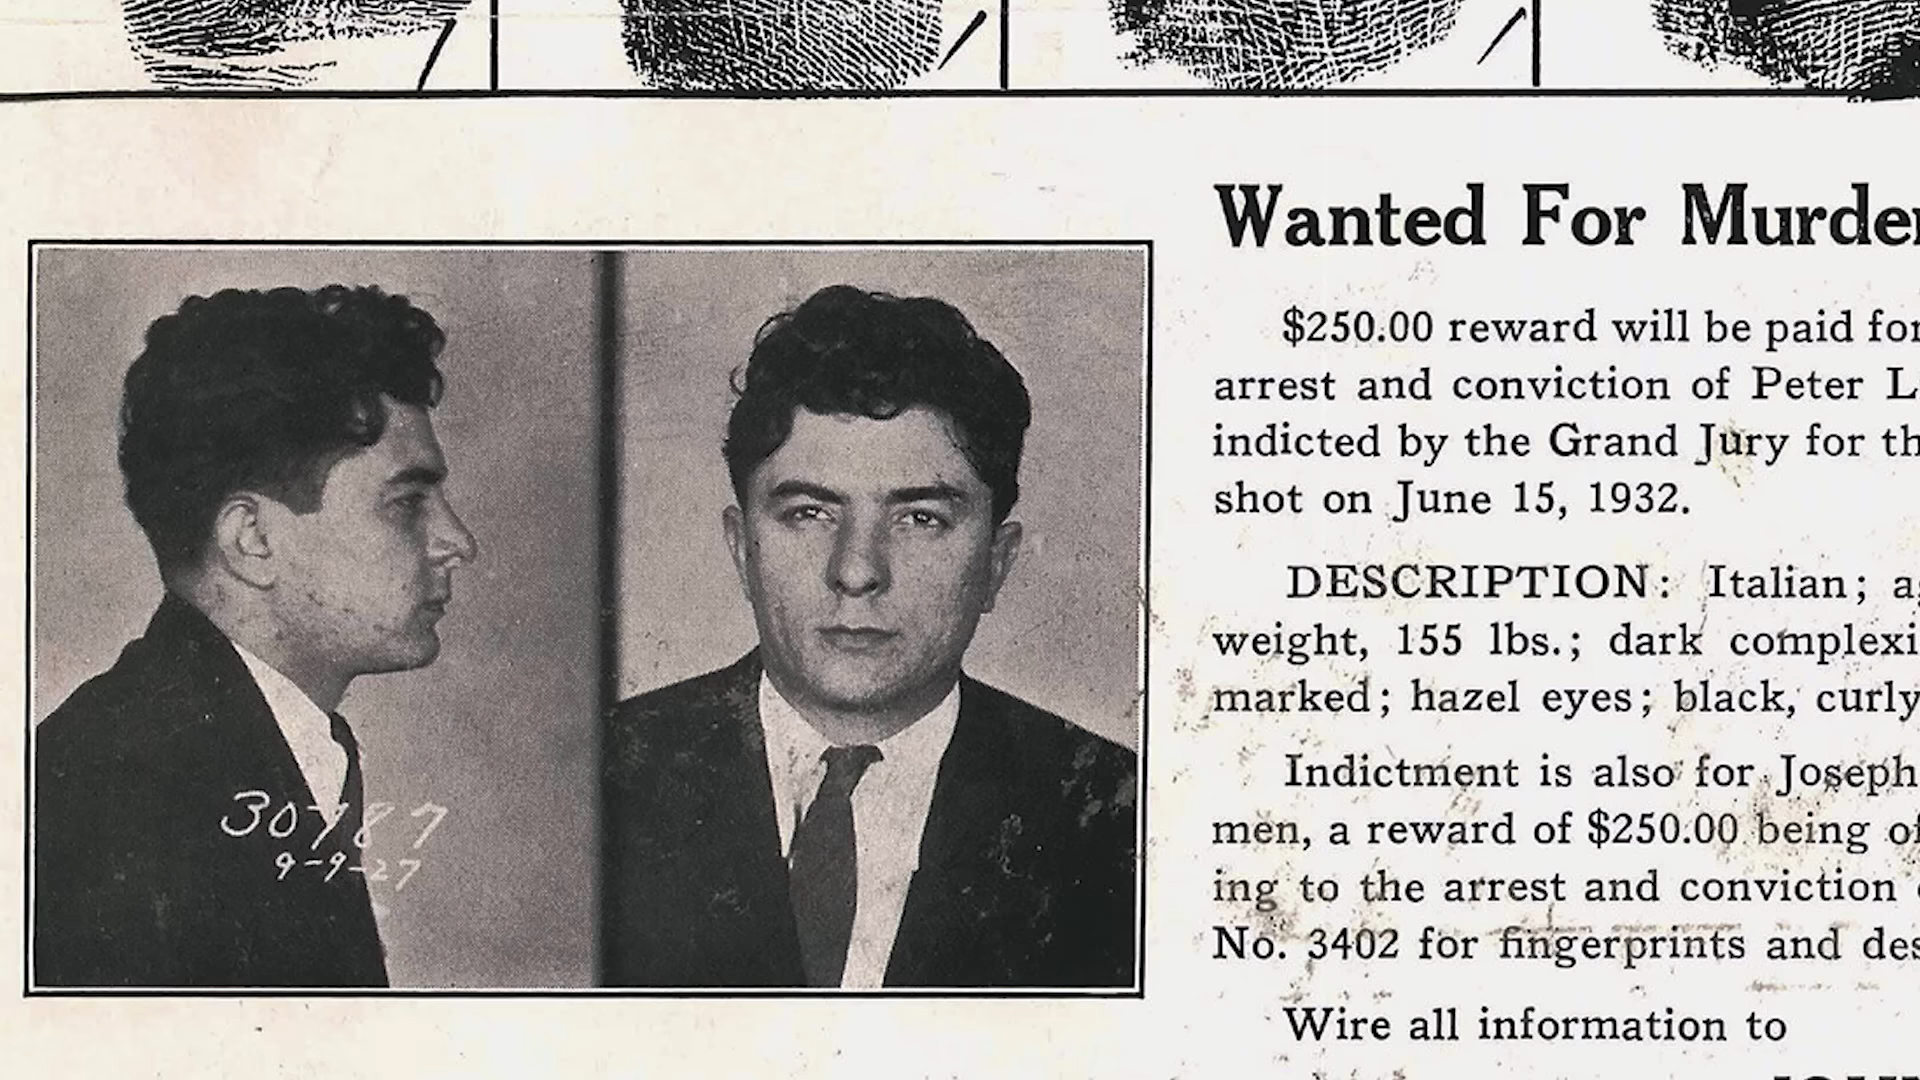 Wanted For Murder
$250.00 reward will be paid for
arrest and conviction of Peter L
indicted by the Grand Jury for th
shot on June 15, 1932.
DESCRIPTION: Italian; a
weight, 155 lbs.; dark complexi
marked; hazel eyes; black, curly
Indictment is also for Joseph
men, a reward of $250.00 being of
ing to the arrest and conviction
No. 3402 for fingerprints and des
Wire all information to
30787
9-9-27